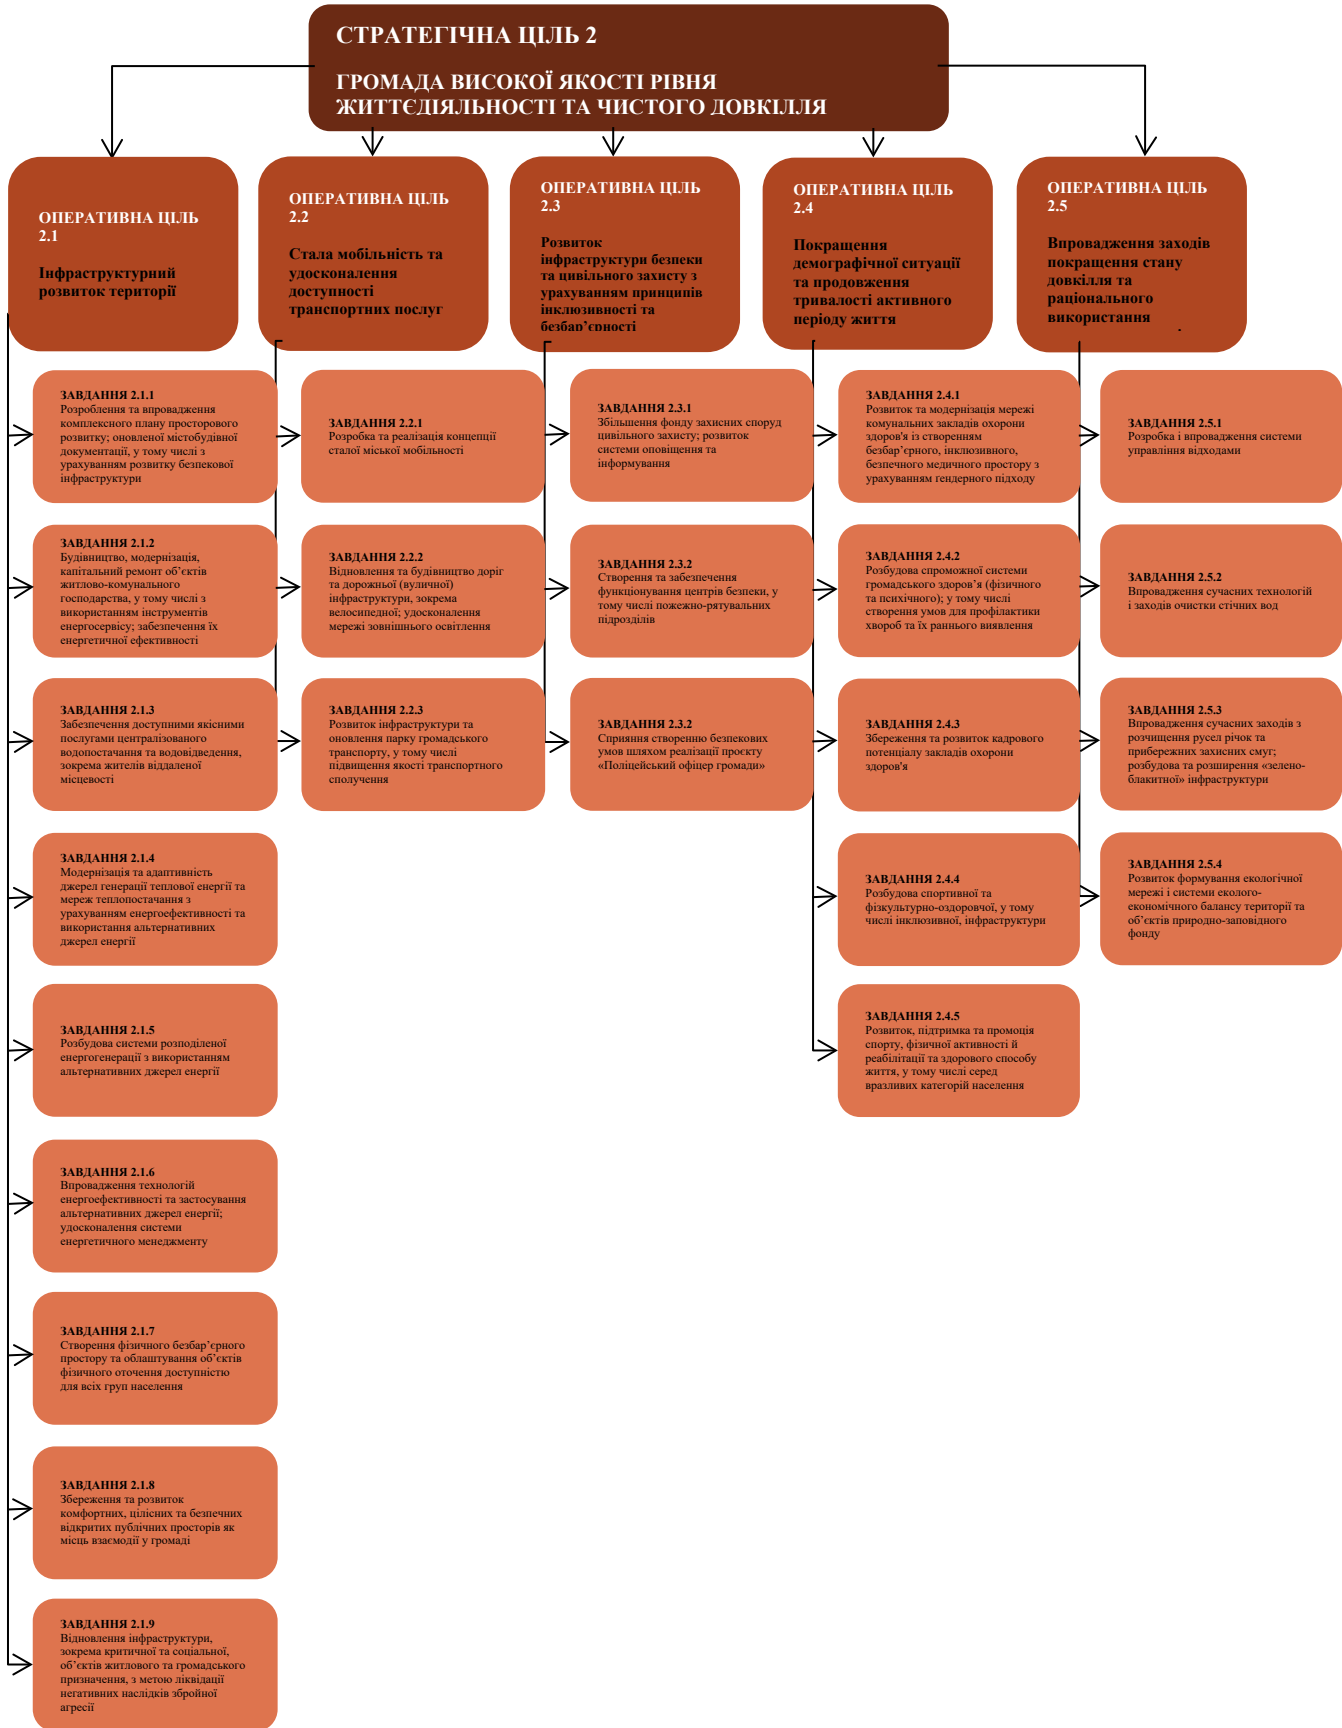 СТРАТЕГІЧНА ЦІЛЬ 2
ГРОМАДА ВИСОКОЇ ЯКОСТІ РІВНЯ
ЖИТТЄДІЯЛЬНОСТІ ТА ЧИСТОГО ДОВКІЛЛЯ
ОПЕРАТИВНА ЦІЛЬ
2.1
Інфраструктурний
розвиток території
ЗАВДАННЯ 2.1.1
Розроблення та впровадження
комплексного плану просторового
розвитку; оновленої містобудівної
документації, у тому числі з
урахуванням розвитку безпекової
інфраструктури
ЗАВДАННЯ 2.1.2
Будівництво, модернізація,
капітальний ремонт об’єктів
житлово-комунального
господарства, у тому числі з
використанням інструментів
енергосервісу; забезпечення їх
енергетичної ефективності
ЗАВДАННЯ 2.1.3
Забезпечення доступними якісними
послугами централізованого
водопостачання та водовідведення,
зокрема жителів віддаленої
місцевості
ЗАВДАННЯ 2.1.4
Модернізація та адаптивність
джерел генерації теплової енергії та
мереж теплопостачання з
урахуванням енергоефективності та
використання альтернативних
джерел енергії
ЗАВДАННЯ 2.1.5
Розбудова системи розподіленої
енергогенерації з використанням
альтернативних джерел енергії
ЗАВДАННЯ 2.1.6
Впровадження технологій
енергоефективності та застосування
альтернативних джерел енергії;
удосконалення системи
енергетичного менеджменту
ЗАВДАННЯ 2.1.7
Створення фізичного безбар’єрного
простору та облаштування об’єктів
фізичного оточення доступністю
для всіх груп населення
ЗАВДАННЯ 2.1.8
Збереження та розвиток
комфортних, цілісних та безпечних
відкритих публічних просторів як
місць взаємодії у громаді
ЗАВДАННЯ 2.1.9
Відновлення інфраструктури,
зокрема критичної та соціальної,
об’єктів житлового та громадського
призначення, з метою ліквідації
негативних наслідків збройної
агресії
ОПЕРАТИВНА ЦІЛЬ
2.2
Стала мобільність та
удосконалення
доступності
транспортних послуг
ЗАВДАННЯ 2.2.1
Розробка та реалізація концепції
сталої міської мобільності
ЗАВДАННЯ 2.2.2
Відновлення та будівництво доріг
та дорожньої (вуличної)
інфраструктури, зокрема
велосипедної; удосконалення
мережі зовнішнього освітлення
ЗАВДАННЯ 2.2.3
Розвиток інфраструктури та
оновлення парку громадського
транспорту, у тому числі
підвищення якості транспортного
сполучення
ОПЕРАТИВНА ЦІЛЬ
2.3
Розвиток
інфраструктури безпеки
та цивільного захисту з
урахуванням принципів
інклюзивності та
безбар’єрності
ЗАВДАННЯ 2.3.1
Збільшення фонду захисних споруд
цивільного захисту; розвиток
системи оповіщення та
інформування
ЗАВДАННЯ 2.3.2
Створення та забезпечення
функціонування центрів безпеки, у
тому числі пожежно-рятувальних
підрозділів
ЗАВДАННЯ 2.3.2
Сприяння створенню безпекових
умов шляхом реалізації проєкту
«Поліцейський офіцер громади»
ОПЕРАТИВНА ЦІЛЬ
2.4
Покращення
демографічної ситуації
та продовження
тривалості активного
періоду життя
ЗАВДАННЯ 2.4.1
Розвиток та модернізація мережі
комунальних закладів охорони
здоров'я із створенням
безбар’єрного, інклюзивного,
безпечного медичного простору з
урахуванням ґендерного підходу
ЗАВДАННЯ 2.4.2
Розбудова спроможної системи
громадського здоров’я (фізичного
та психічного); у тому числі
створення умов для профілактики
хвороб та їх раннього виявлення
ЗАВДАННЯ 2.4.3
Збереження та розвиток кадрового
потенціалу закладів охорони
здоров'я
ЗАВДАННЯ 2.4.4
Розбудова спортивної та
фізкультурно-оздоровчої, у тому
числі інклюзивної, інфраструктури
ЗАВДАННЯ 2.4.5
Розвиток, підтримка та промоція
спорту, фізичної активності й
реабілітації та здорового способу
життя, у тому числі серед
вразливих категорій населення
ОПЕРАТИВНА ЦІЛЬ
2.5
Впровадження заходів
покращення стану
довкілля та
раціонального
використання
ЗАВДАННЯ 2.5.1
Розробка і впровадження системи
управління відходами
ЗАВДАННЯ 2.5.2
Впровадження сучасних технологій
і заходів очистки стічних вод
ЗАВДАННЯ 2.5.3
Впровадження сучасних заходів з
розчищення русел річок та
прибережних захисних смуг;
розбудова та розширення «зелено-
блакитної» інфраструктури
ЗАВДАННЯ 2.5.4
Розвиток формування екологічної
мережі і системи еколого-
економічного балансу території та
об’єктів природно-заповідного
фонду